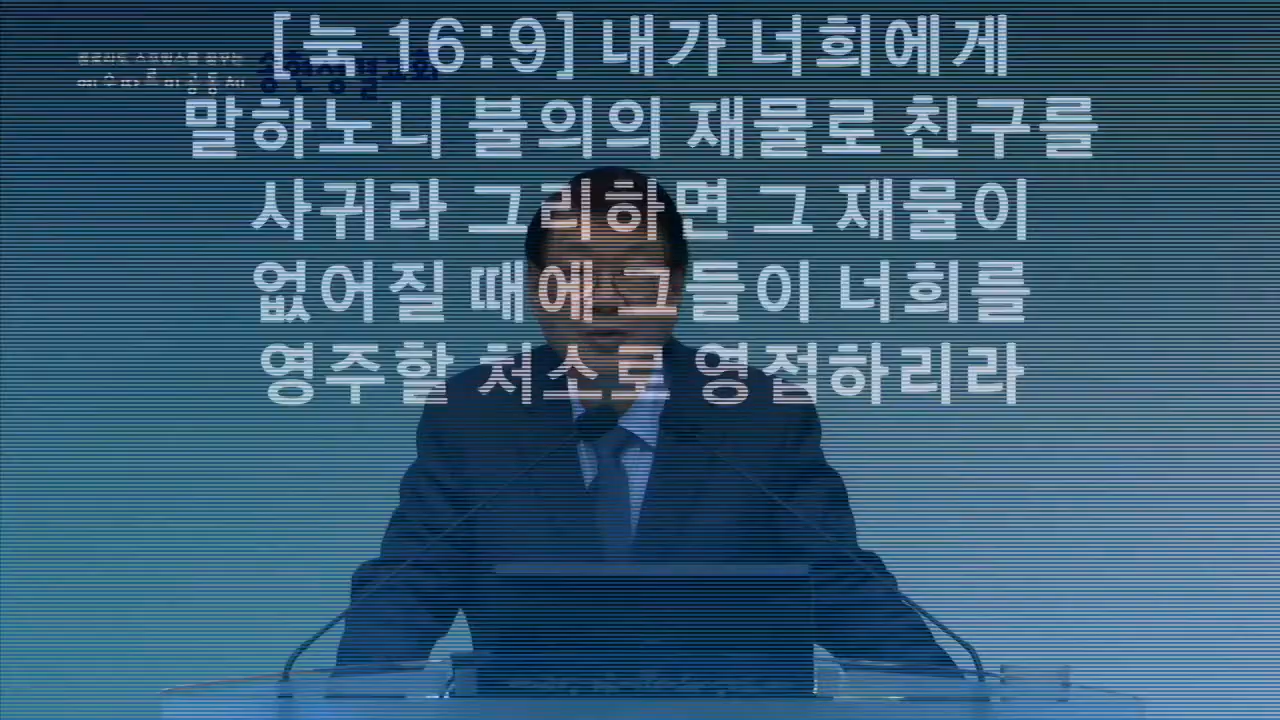 [눅 16:9] 내가 너희에게
말하노니 불의의 재물로 친구를
사귀라 그리하면 그 재물이
없어질 때에 그들이 너희를
영주할 처소로 영접하리라